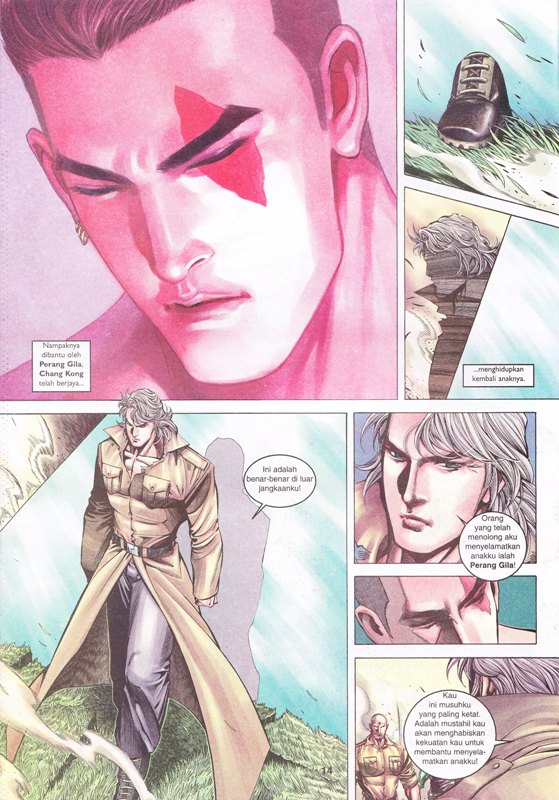 Nampaknya
dibantu oleh
Perang Gila,
Chang Kong
telah berjaya...
...menghidupkan
kembali anaknya.
Ini adalah
benar-benar di luar
jangkaanku!
Orang
yang telah
menolong aku
menyelamatkan
anakku ialah
Perang Gila!
Kau
ini musuhku
yang paling ketat.
Adalah mustahil kau
akan menghabiskan
kekuatan kau untuk
membantu menyela-
matkan anakku!
14